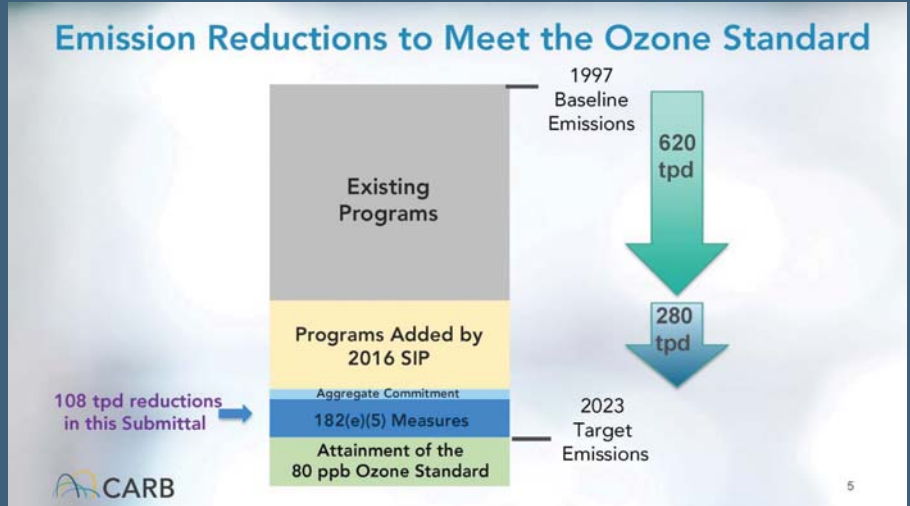 Emission Reductions to Meet the Ozone Standard
1997
Baseline
Emissions
620
tpd
Existing
Programs
280
tpd
Programs Added by
2016 SIP
Aggregate Commitment
108 tpd reductions
in this Submittal
182(e)(5) Measures
2023
Target
Emissions
Attainment of the
80 ppb Ozone Standard
CARB
5